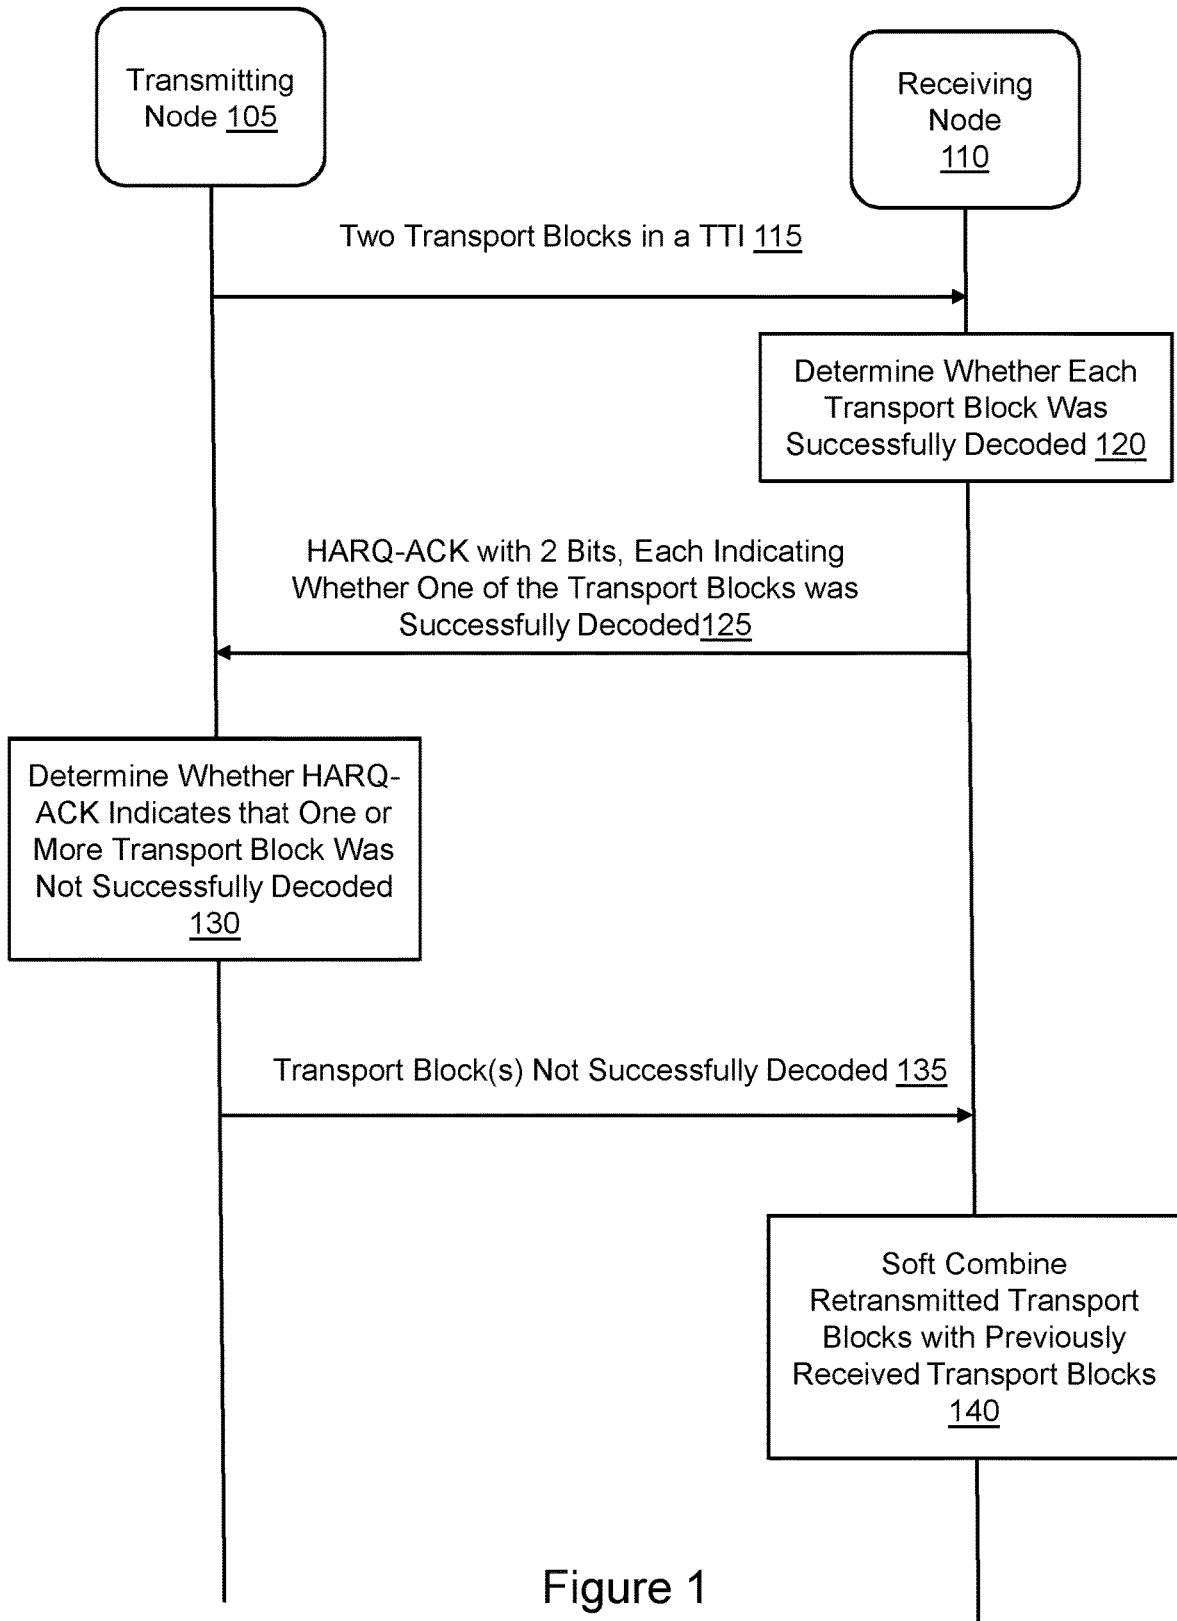 Transmitting
Node 105
Receiving
Node
110
Two Transport Blocks in a TTI 115
Determine Whether Each
Transport Block Was
Successfully Decoded 120
HARQ-ACK with 2 Bits, Each Indicating
Whether One of the Transport Blocks was
Successfully Decoded125
Determine Whether HARQ-
ACK Indicates that One or
More Transport Block Was
Not Successfully Decoded
130
Transport Block(s) Not Successfully Decoded 135
Soft Combine
Retransmitted Transport
Blocks with Previously
Received Transport Blocks
140
Figure 1